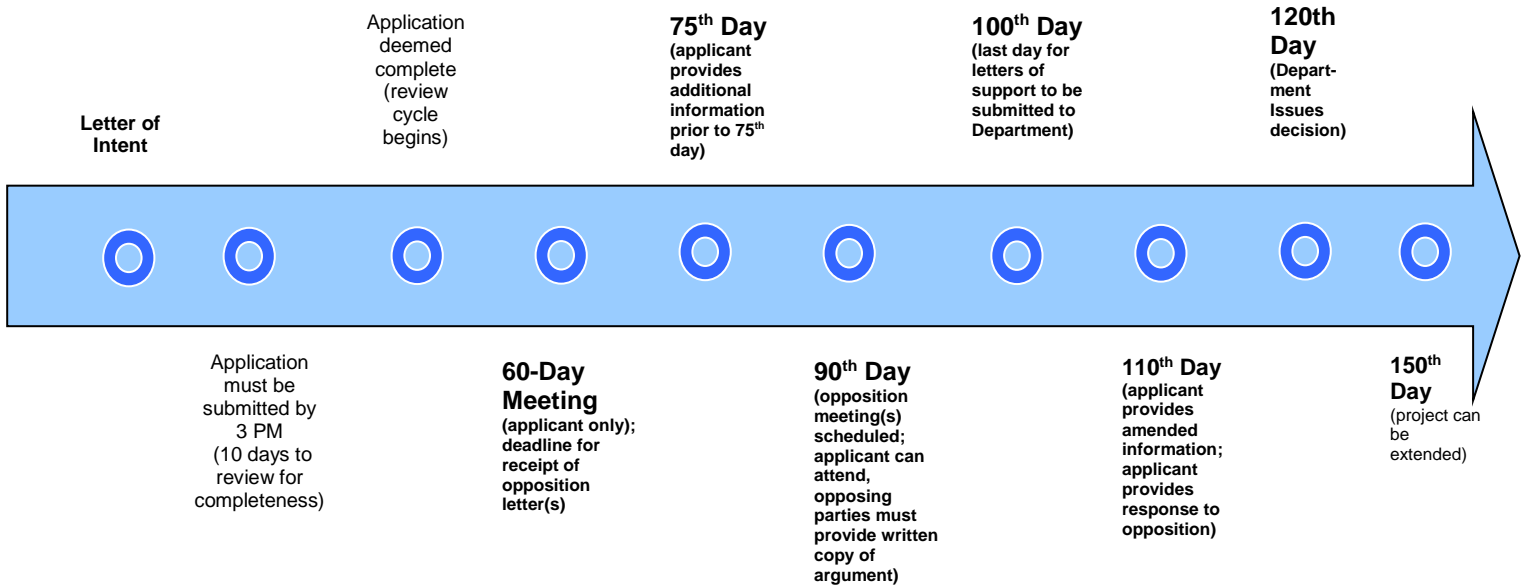 Letter of
Intent
Application
must be
submitted by
3 PM
(10 days to
review for
completeness)
Application
deemed
complete
(review
cycle
begins)
60-Day
Meeting
(applicant only);
deadline for
receipt of
opposition
letter(s)
75th Day
(applicant
provides
additional
information
prior to 75th
day)
90th Day
(opposition
meeting(s)
scheduled;
applicant can
attend,
opposing
parties must
provide written
copy of
argument)
100th Day
(last day for
letters of
support to be
submitted to
Department)
110th Day
(applicant
provides
amended
information;
applicant
provides
response to
opposition)
120th
Day
(Depart-
ment
Issues
decision)
150th
Day
(project can
be
extended)